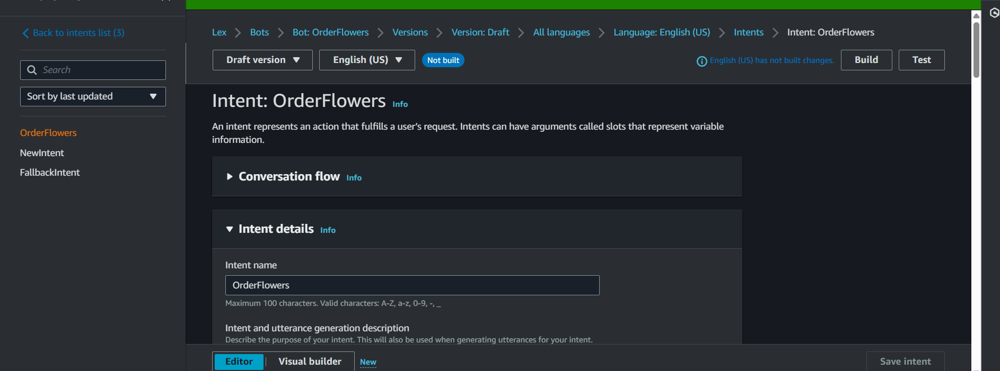 Back to intents list (3)
Search
Sort by last updated
OrderFlowers
NewIntent
FallbackIntent
Lex Bots Bot: OrderFlowers Versions Version: Draft All languages Language: English (US) Intents Intent: OrderFlowers
Draft version English (US) Not built English (US) has not built changes. Build Test
Intent: OrderFlowers Info
An intent represents an action that fulfills a user's request. Intents can have arguments called slots that represent variable
information.
Conversation flow Info
Intent details Info
Intent name
OrderFlowers
Maximum 100 characters. Valid characters: A-Z, a-z, 0-9, -, _
Intent and utterance generation description
Describe the purpose of your intent. This will also be used when generating utterances for your intent.
Editor Visual builder New Save intent